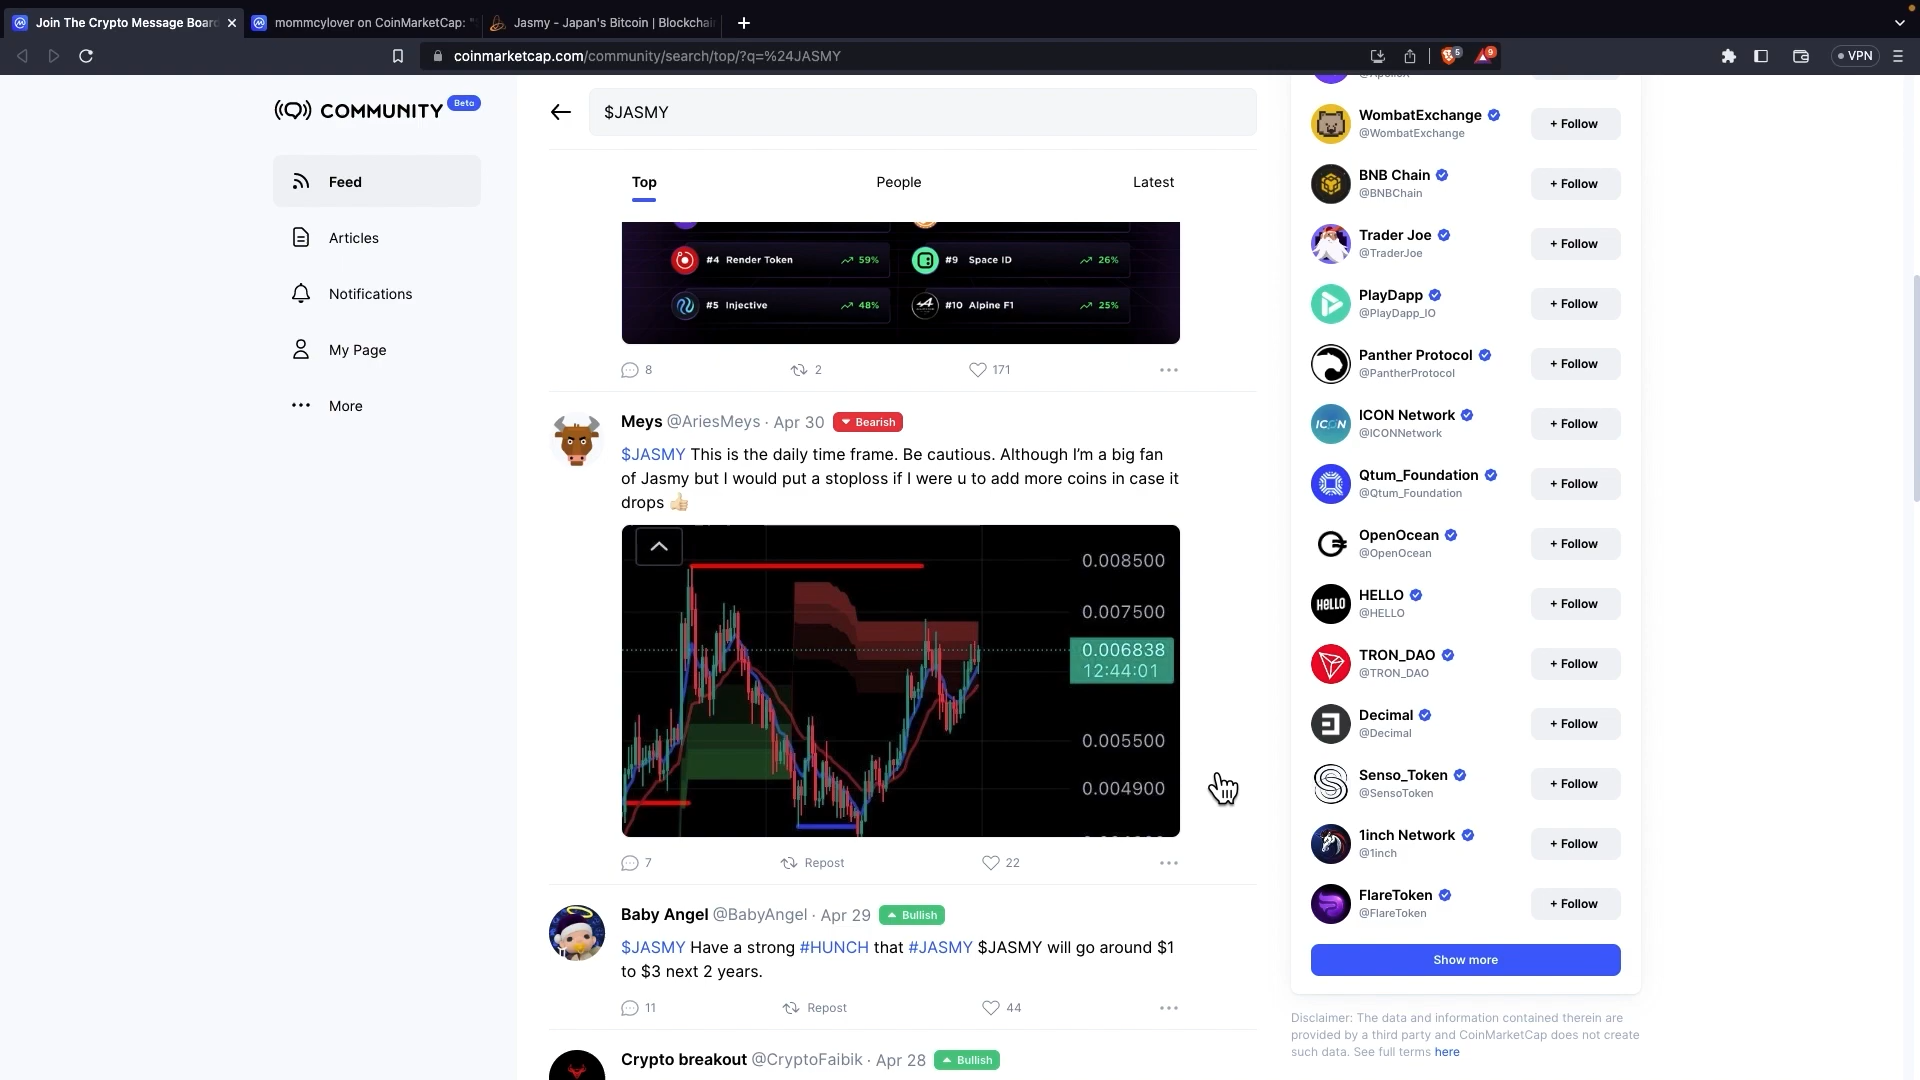 Join The Crypto Message Board
mommcylover on CoinMarketCap: "
Jasmy - Japan's Bitcoin | Blockchain
coinmarketcap.com/community/search/top/?q=%24JASMY
5
9
VPN
COMMUNITY
Beta
Feed
Articles
Notifications
My Page
More
$JASMY
Top
People
Latest
#4 Render Token 59%
#9 Space ID 26%
#5 Injective 48%
#10 Alpine F1 25%
8
2
171
Meys @AriesMeys · Apr 30 Bearish
$JASMY This is the daily time frame. Be cautious. Although I'm a big fan
of Jasmy but I would put a stoploss if I were u to add more coins in case it
drops 👍🏼
0.008500
0.007500
0.006838
12:44:01
0.005500
0.004900
7
Repost
22
Baby Angel @BabyAngel · Apr 29 Bullish
$JASMY Have a strong #HUNCH that #JASMY $JASMY will go around $1
to $3 next 2 years.
11
Repost
44
Crypto breakout @CryptoFaibik · Apr 28 Bullish
@ApolloX
WombatExchange
@WombatExchange
+ Follow
BNB Chain
@BNBChain
+ Follow
Trader Joe
@TraderJoe
+ Follow
PlayDapp
@PlayDapp_IO
+ Follow
Panther Protocol
@PantherProtocol
+ Follow
ICON Network
@ICONNetwork
+ Follow
Qtum_Foundation
@Qtum_Foundation
+ Follow
OpenOcean
@OpenOcean
+ Follow
HELLO
HELLO
@HELLO
+ Follow
TRON_DAO
@TRON_DAO
+ Follow
Decimal
@Decimal
+ Follow
Senso_Token
@SensoToken
+ Follow
1inch Network
@1inch
+ Follow
FlareToken
@FlareToken
+ Follow
Show more
Disclaimer: The data and information contained therein are
provided by a third party and CoinMarketCap does not create
such data. See full terms here